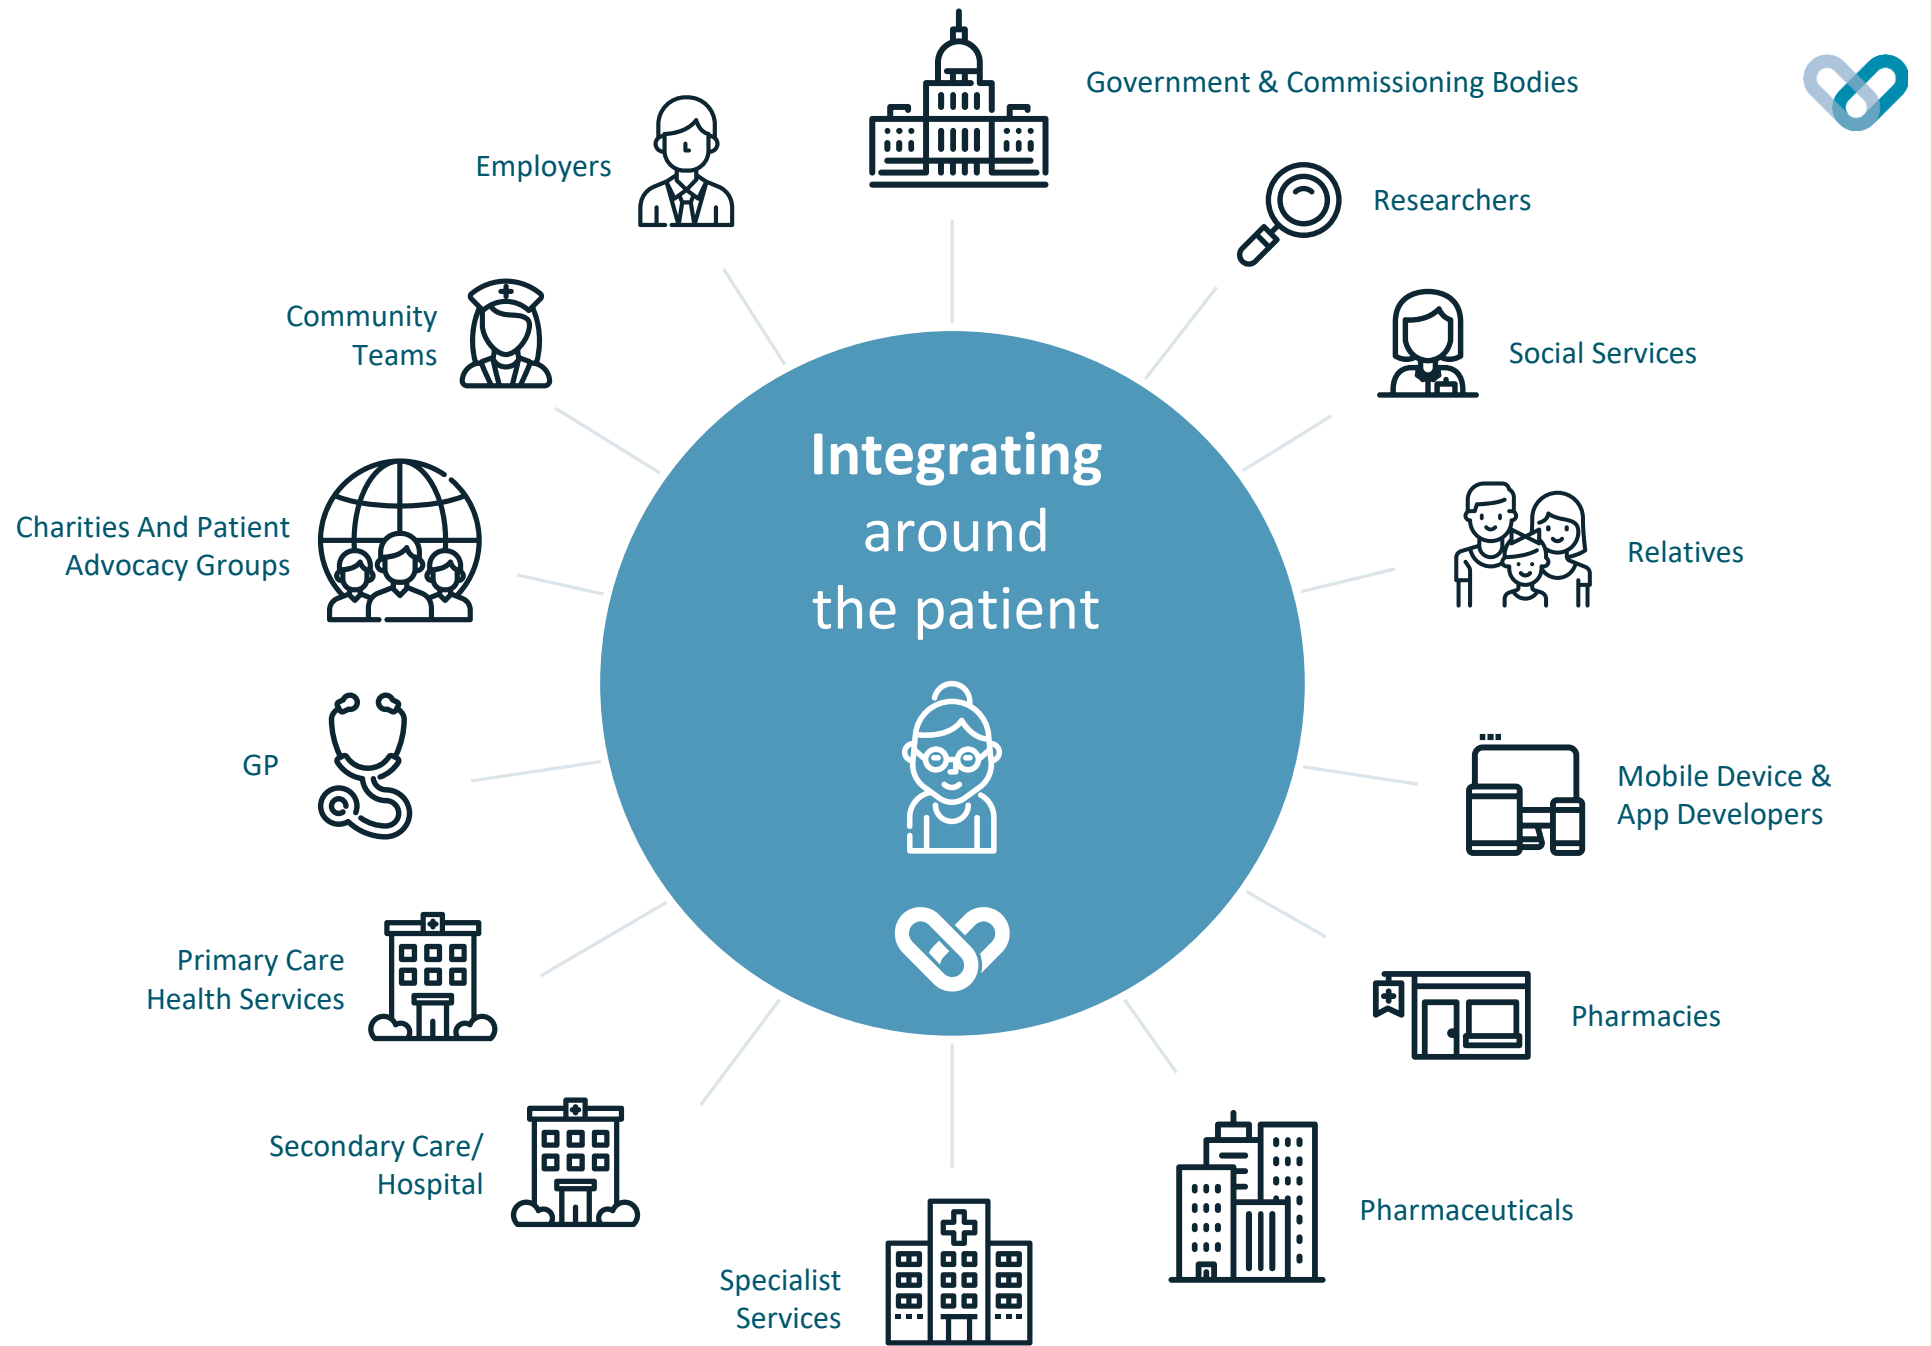 Government & Commissioning Bodies
Employers
Researchers
Community
Teams
Social Services
Integrating
around
the patient
Charities And Patient
Advocacy Groups
Relatives
GP
Mobile Device &
App Developers
Primary Care
Health Services
Pharmacies
Secondary Care/
Hospital
Pharmaceuticals
Specialist
Services